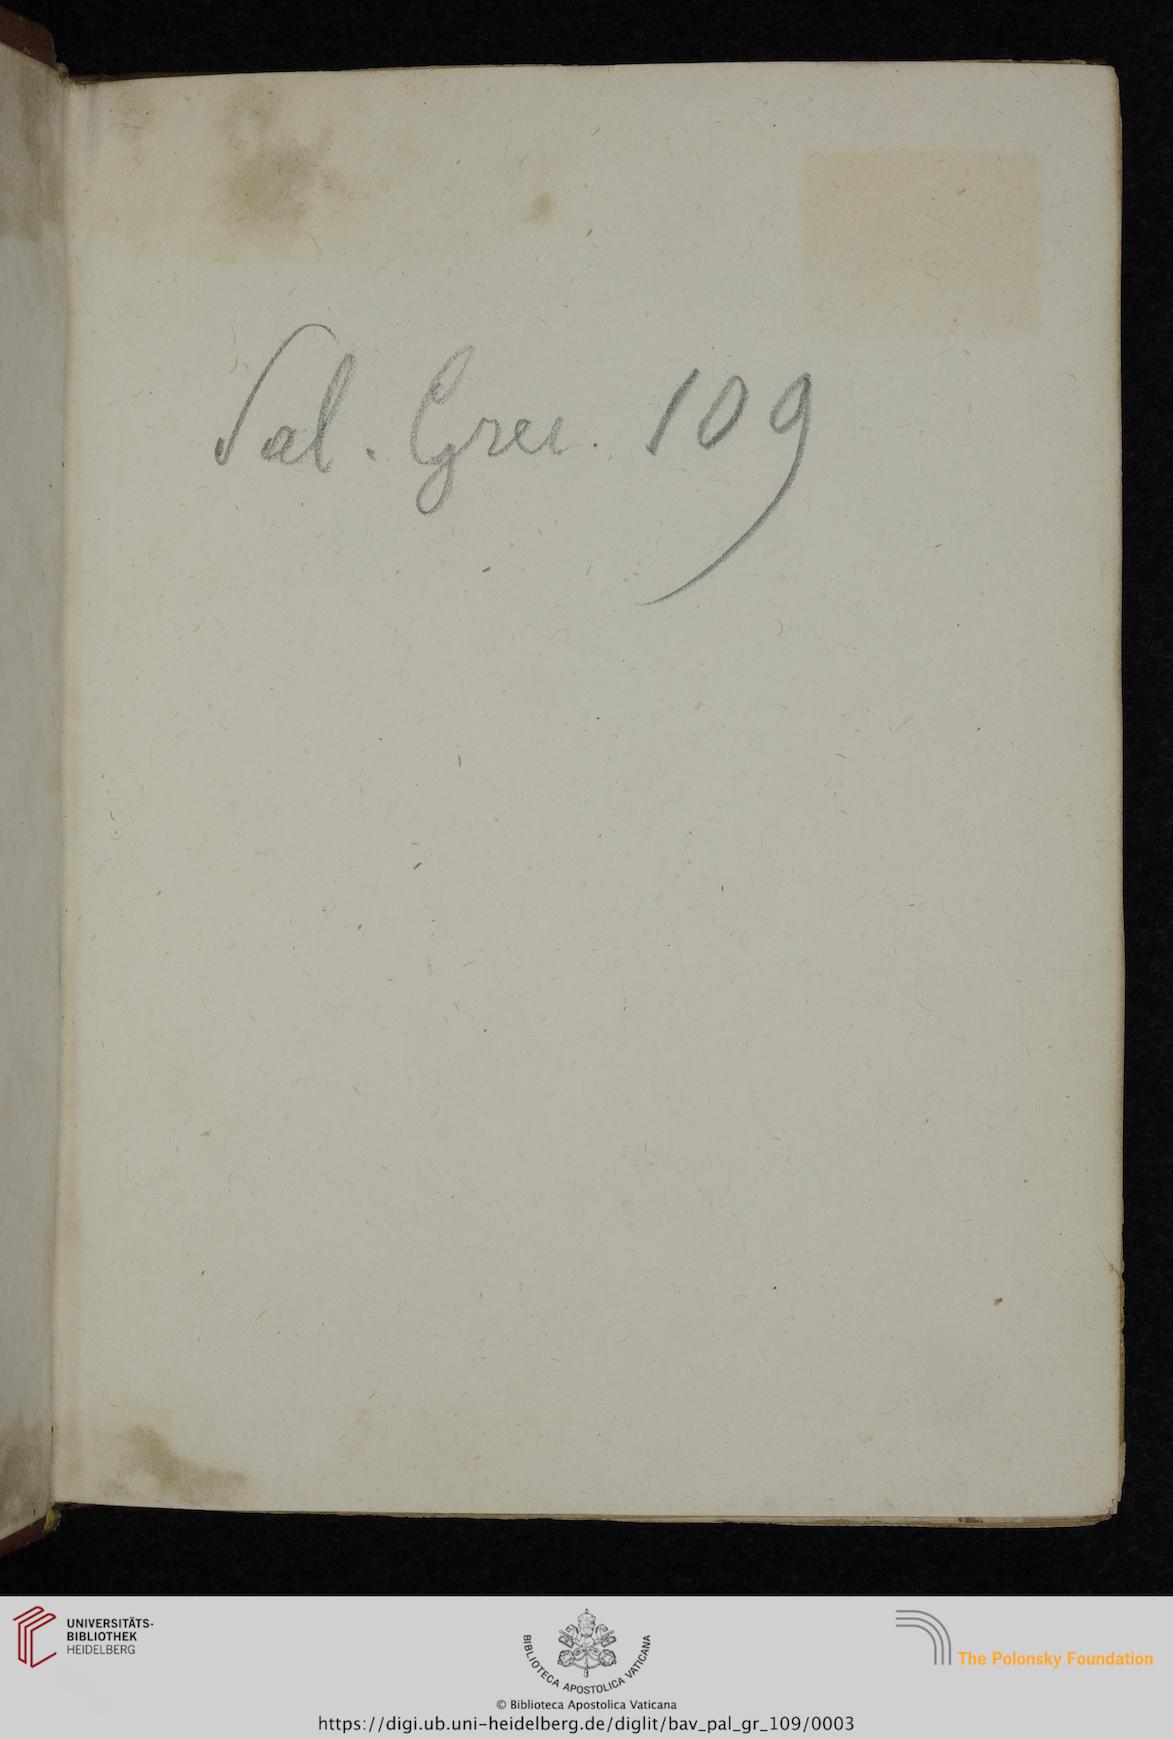 Pal. Grec. 109
UNIVERSITÄTS-
BIBLIOTHEK
HEIDELBERG
BIBLIOTECA APOSTOLICA VATICANA
© Biblioteca Apostolica Vaticana
https://digi.ub.uni-heidelberg.de/diglit/bav_pal_gr_109/0003
The Polonsky Foundation